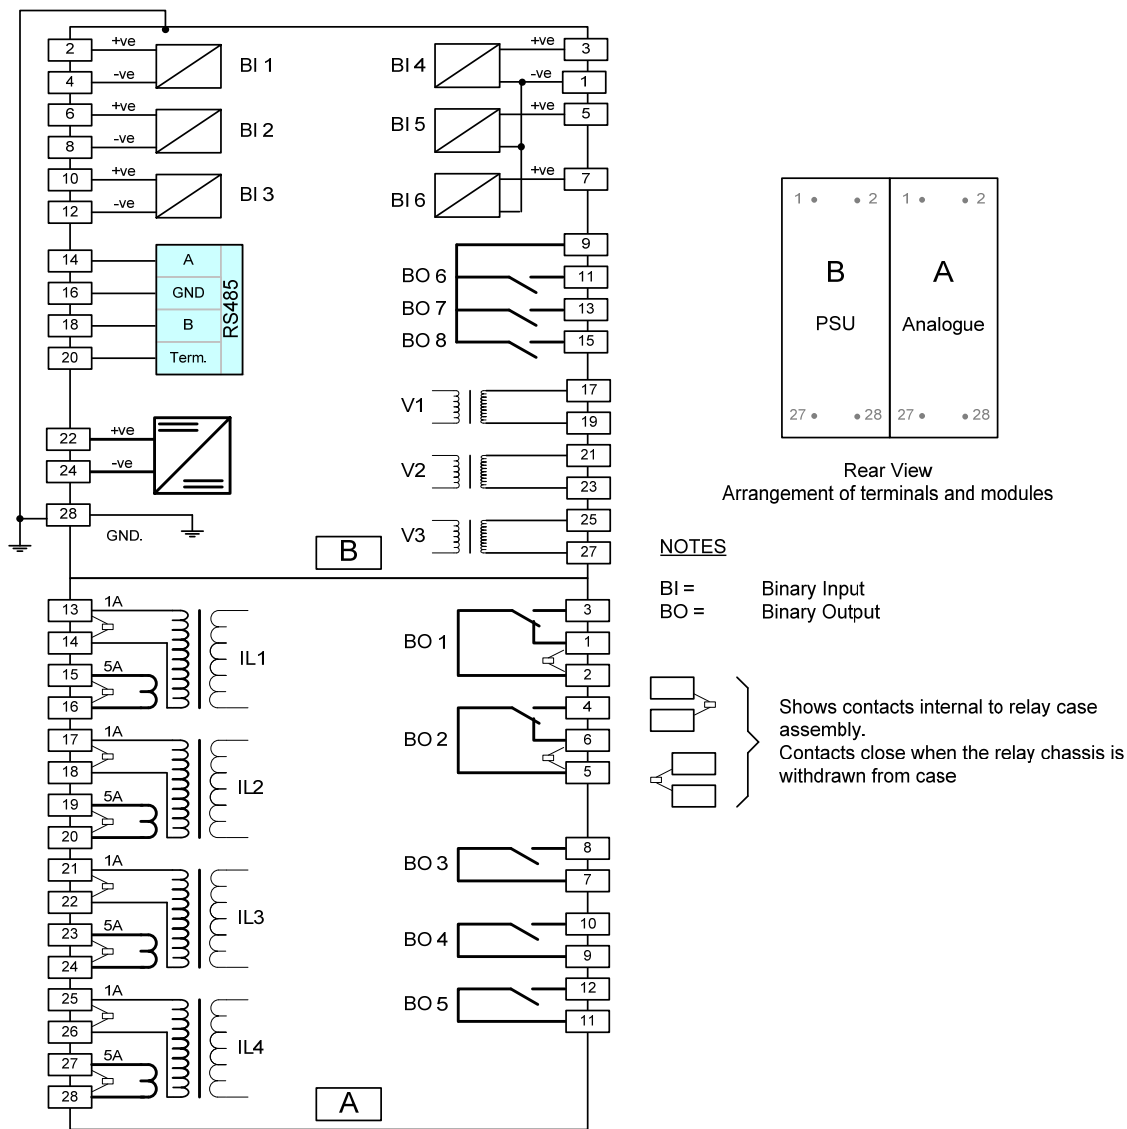 2 +ve BI 1
4 -ve
6 +ve BI 2
8 -ve
10 +ve BI 3
12 -ve
14 A
16 GND
18 B
20 Term.
RS485
22 +ve
24 -ve
28 GND.
BI 4 +ve 3
-ve 1
BI 5 +ve 5
BI 6 +ve 7
9
BO 6 11
BO 7 13
BO 8 15
V1 17
19
V2 21
23
V3 25
27
B
13 1A IL1
14
15 5A
16
17 1A IL2
18
19 5A
20
21 1A IL3
22
23 5A
24
25 1A IL4
26
27 5A
28
BO 1 3
1
2
BO 2 4
6
5
BO 3 8
7
BO 4 10
9
BO 5 12
11
A
1 2 1 2
B A
PSU Analogue
27 28 27 28
Rear View
Arrangement of terminals and modules
NOTES
BI = Binary Input
BO = Binary Output
Shows contacts internal to relay case
assembly.
Contacts close when the relay chassis is
withdrawn from case